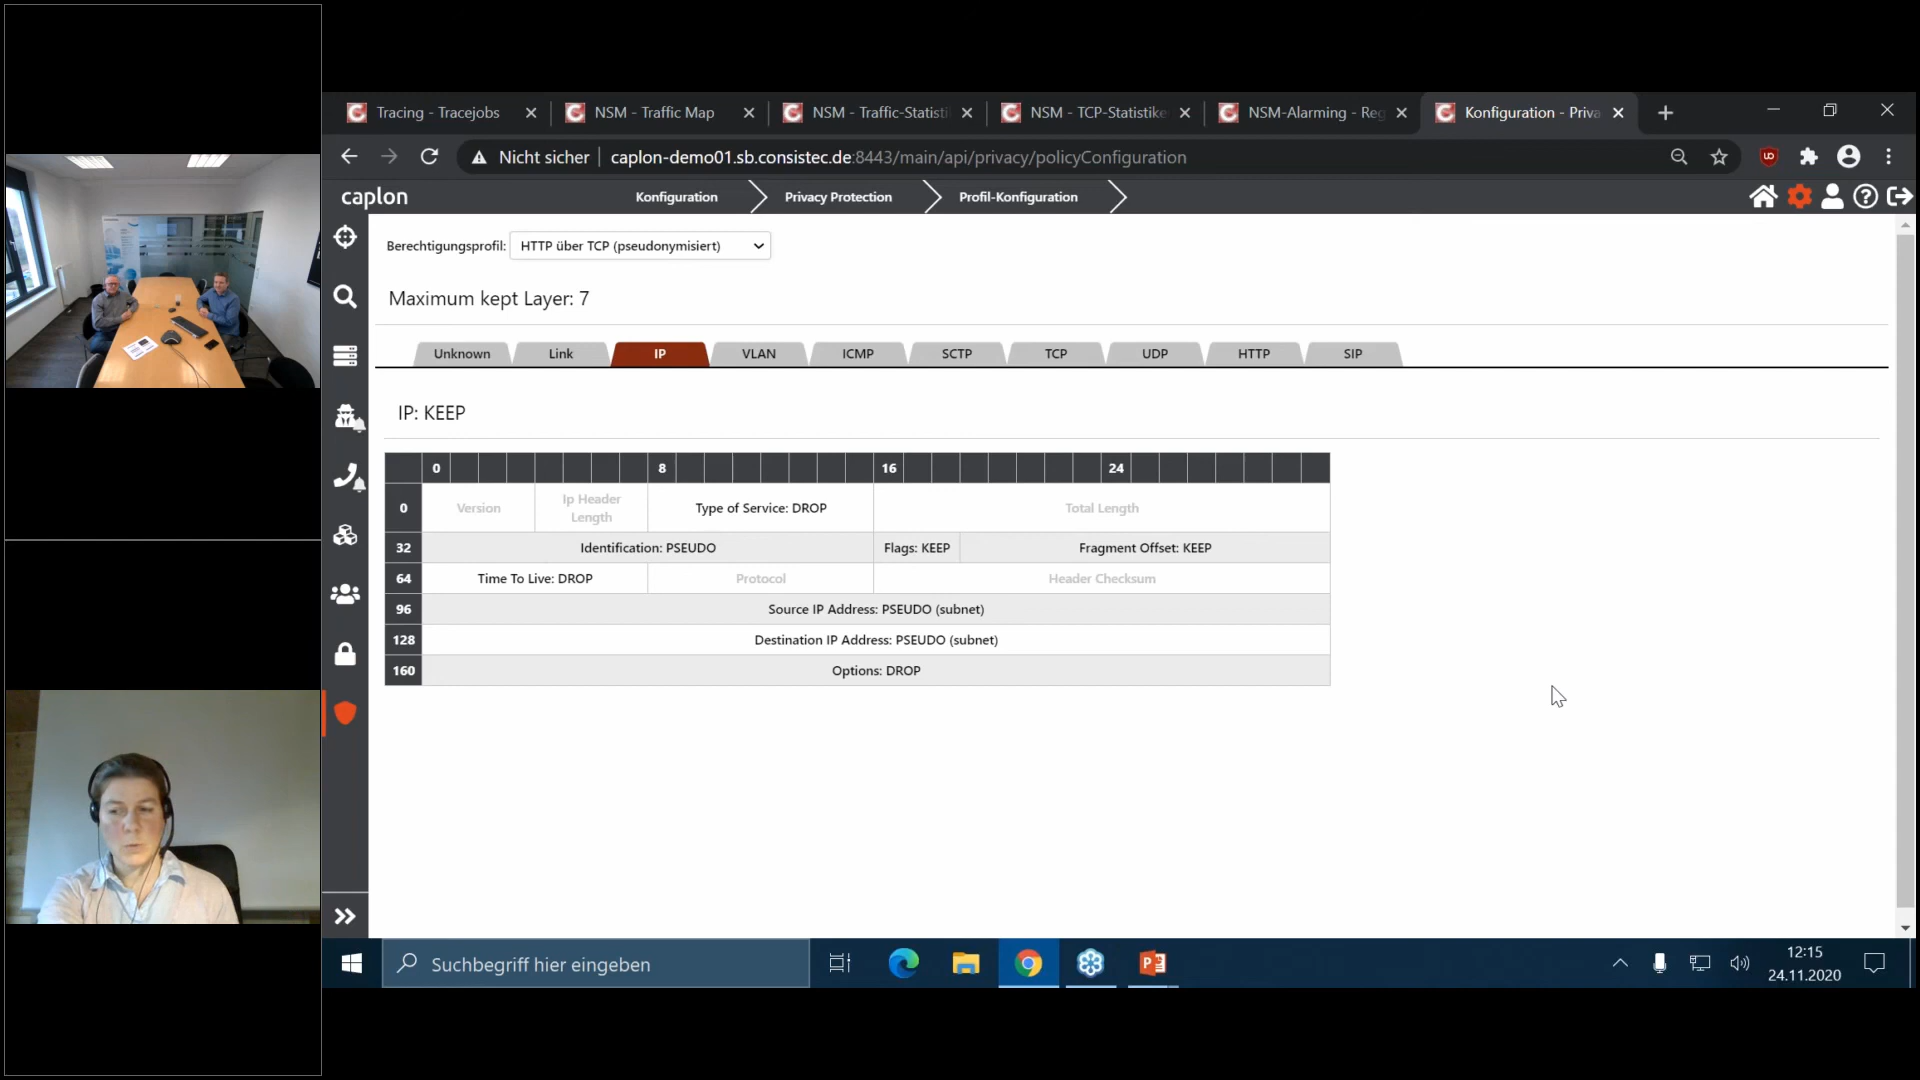 Tracing - Tracejobs
NSM - Traffic Map
NSM - Traffic-Statisti
NSM - TCP-Statistike
NSM-Alarming - Reg
Konfiguration - Priva
Nicht sicher
caplon-demo01.sb.consistec.de:8443/main/api/privacy/policyConfiguration
caplon
Konfiguration
Privacy Protection
Profil-Konfiguration
Berechtigungsprofil: HTTP über TCP (pseudonymisiert)
Maximum kept Layer: 7
Unknown Link IP VLAN ICMP SCTP TCP UDP HTTP SIP
IP: KEEP
0 8 16 24
0 Version Ip Header Length Type of Service: DROP Total Length
32 Identification: PSEUDO Flags: KEEP Fragment Offset: KEEP
64 Time To Live: DROP Protocol Header Checksum
96 Source IP Address: PSEUDO (subnet)
128 Destination IP Address: PSEUDO (subnet)
160 Options: DROP
Suchbegriff hier eingeben
12:15
24.11.2020